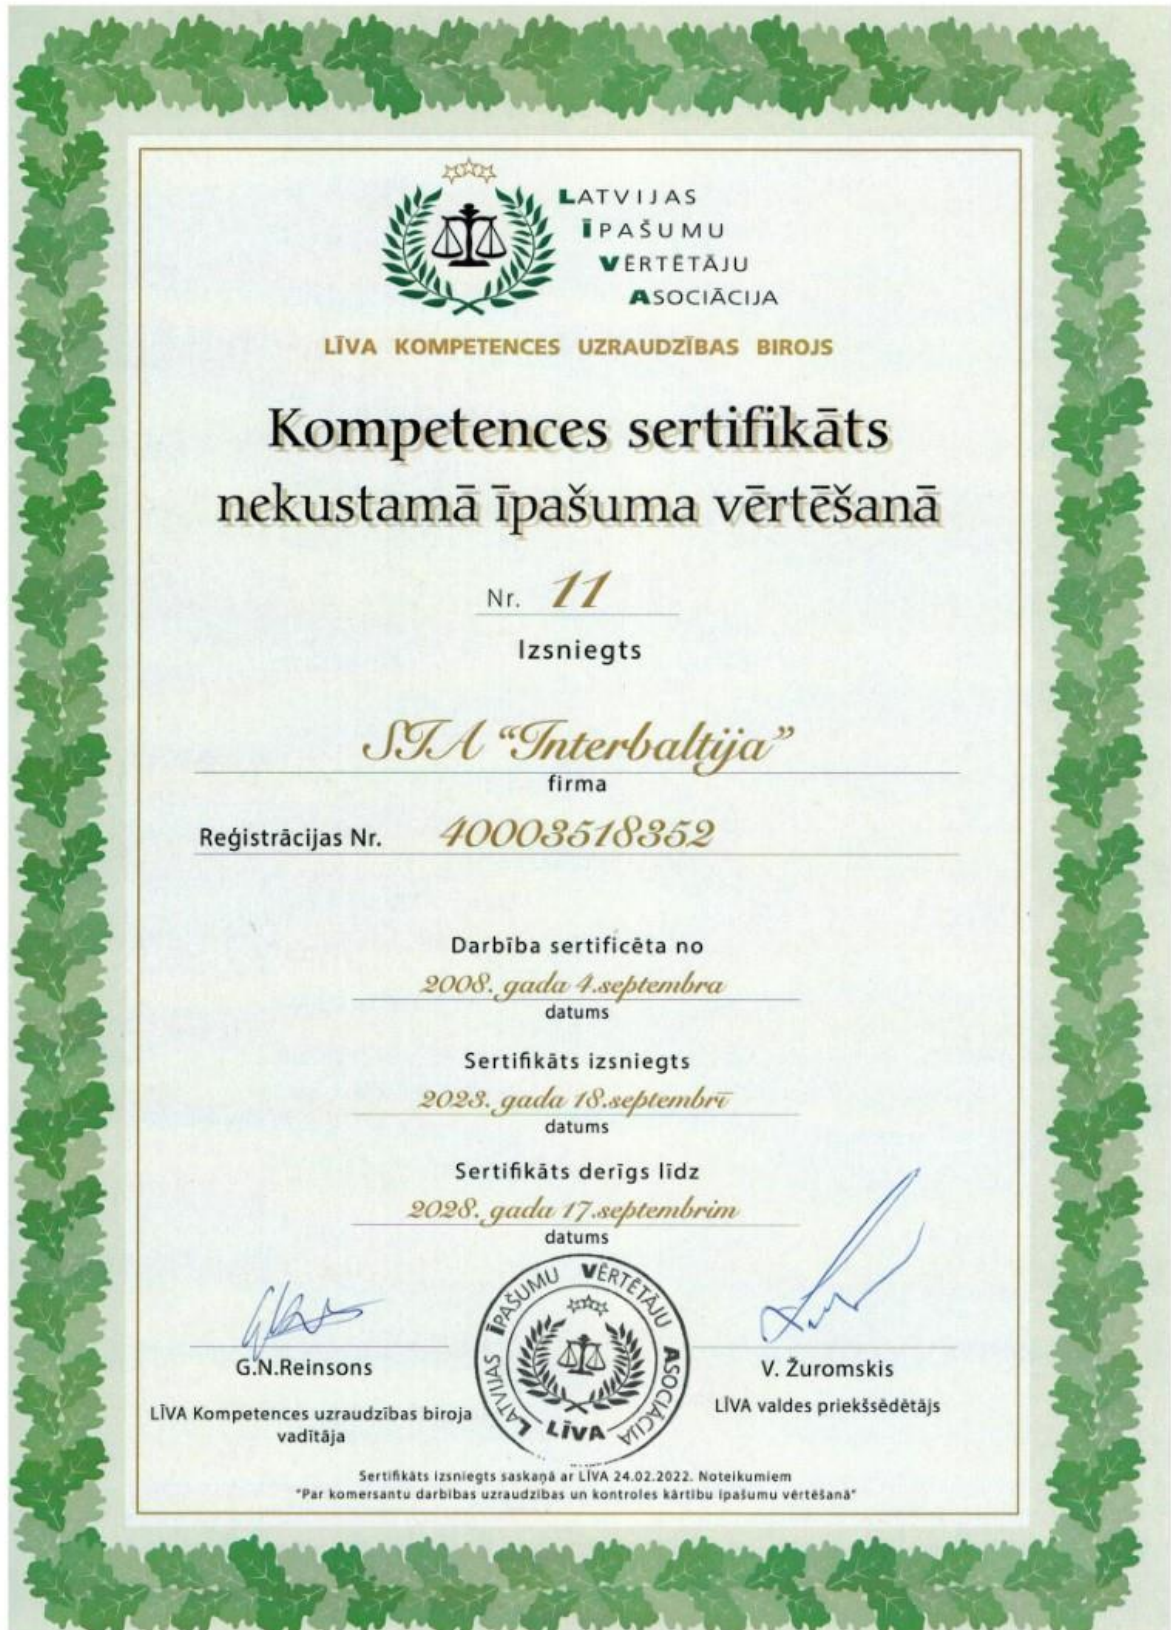 LATVIJAS
ĪPAŠUMU
VĒRTĒTĀJU
ASOCIĀCIJA
LĪVA KOMPETENCES UZRAUDZĪBAS BIROJS
Kompetences sertifikāts
nekustamā īpašuma vērtēšanā
Nr. 11
Izsniegts
SIA “Interbaltija”
firma
Reģistrācijas Nr. 40003518352
Darbība sertificēta no
2008. gada 4.septembra
datums
Sertifikāts izsniegts
2023. gada 18.septembrī
datums
Sertifikāts derīgs līdz
2028. gada 17.septembrim
datums
LATVIJAS ĪPAŠUMU VĒRTĒTĀJU ASOCIĀCIJA
LĪVA
G.N.Reinsons
LĪVA Kompetences uzraudzības biroja
vadītāja
V. Žuromskis
LĪVA valdes priekšsēdētājs
Sertifikāts izsniegts saskaņā ar LĪVA 24.02.2022. Noteikumiem
"Par komersantu darbības uzraudzības un kontroles kārtību īpašumu vērtēšanā"